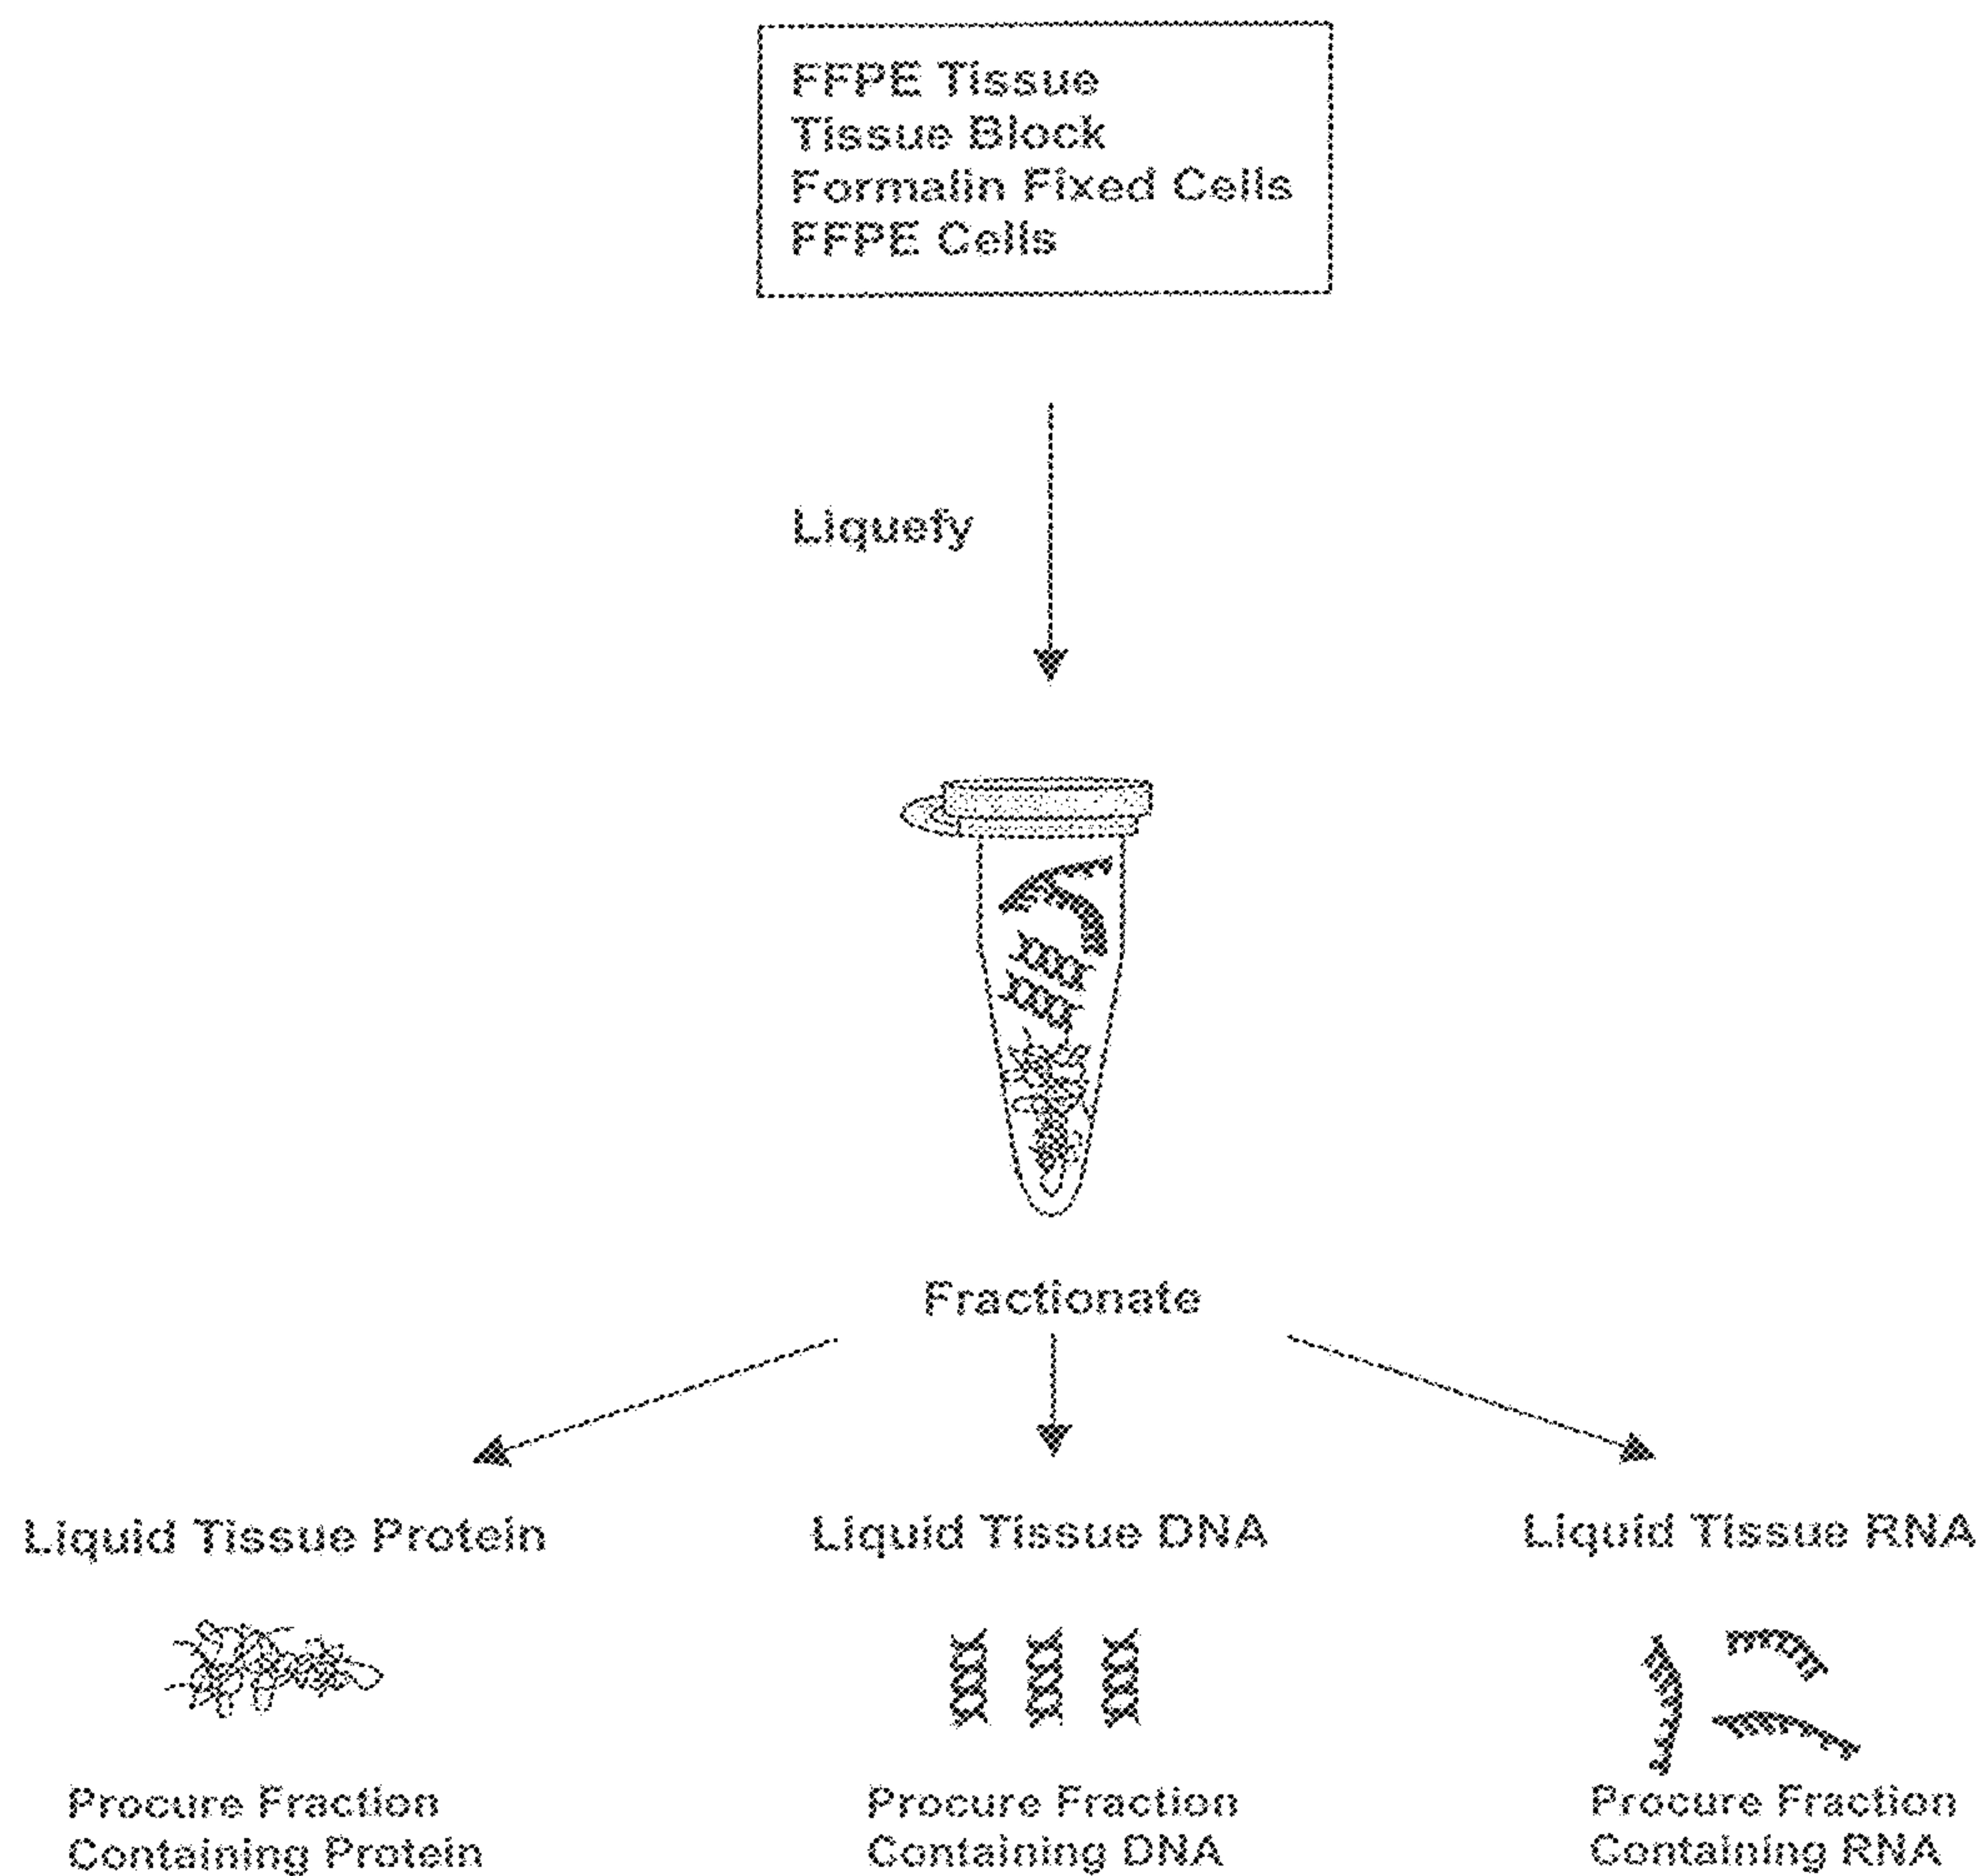 FFPE Tissue
Tissue Block
Formalin Fixed Cells
FFPE Cells
Liquefy
Fractionate
Liquid Tissue Protein
Liquid Tissue DNA
Liquid Tissue RNA
Procure Fraction
Containing Protein
Procure Fraction
Containing DNA
Procure Fraction
Containing RNA